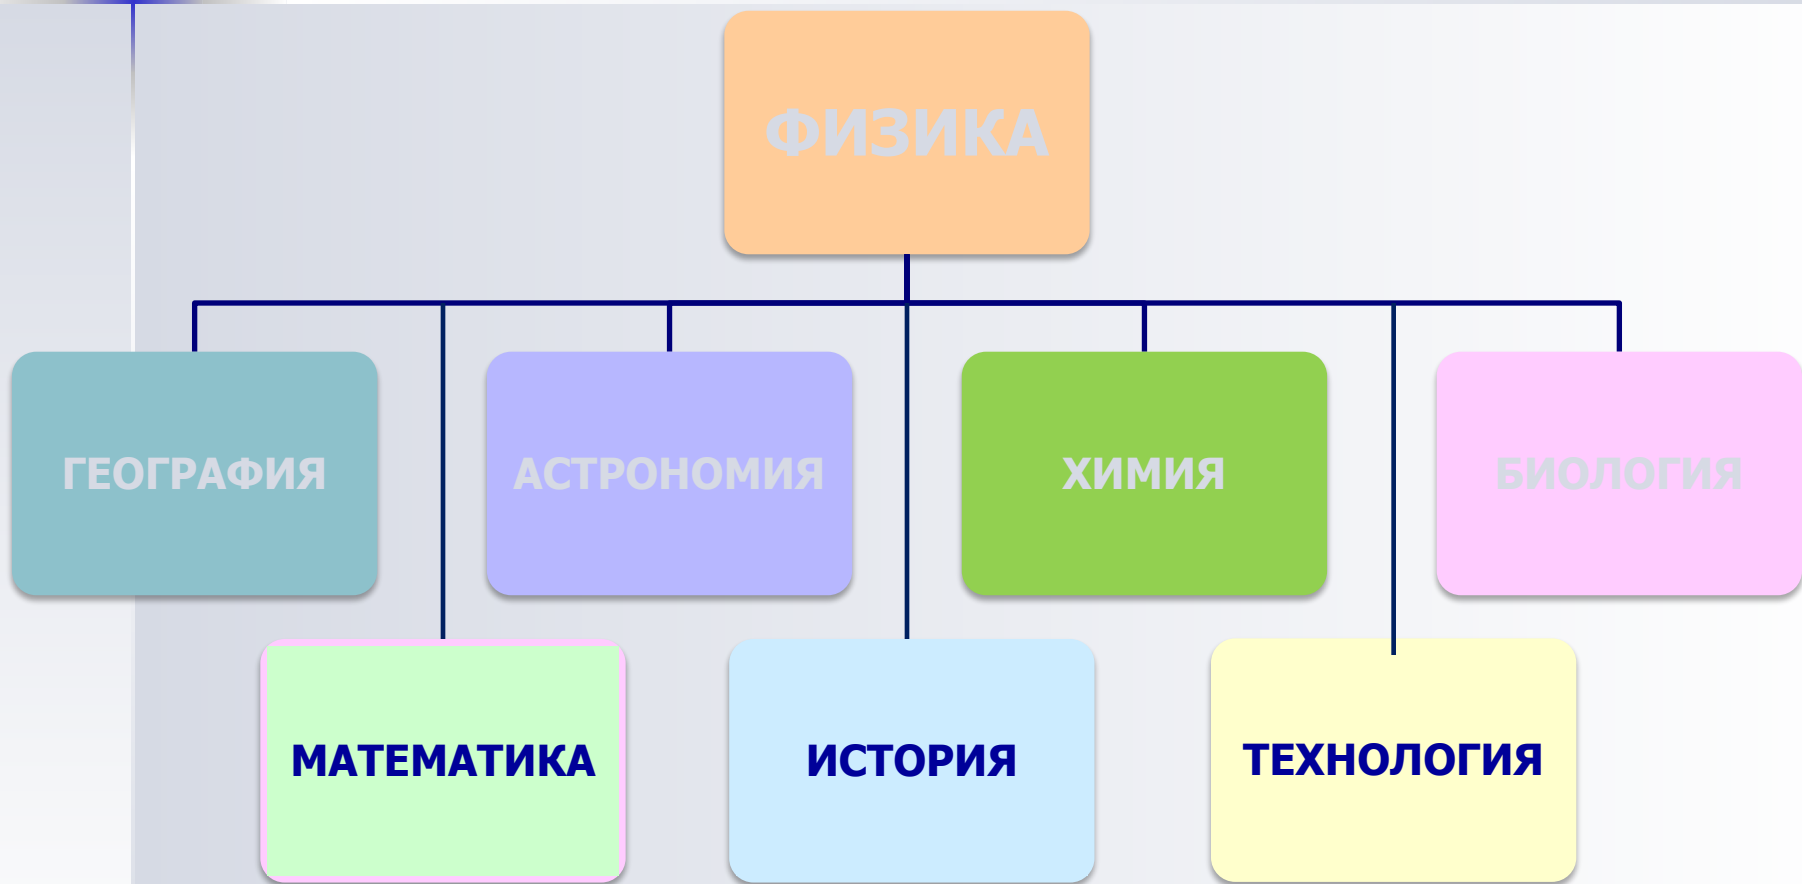 ФИЗИКА
ГЕОГРАФИЯ
АСТРОНОМИЯ
ХИМИЯ
БИОЛОГИЯ
МАТЕМАТИКА
ИСТОРИЯ
ТЕХНОЛОГИЯ